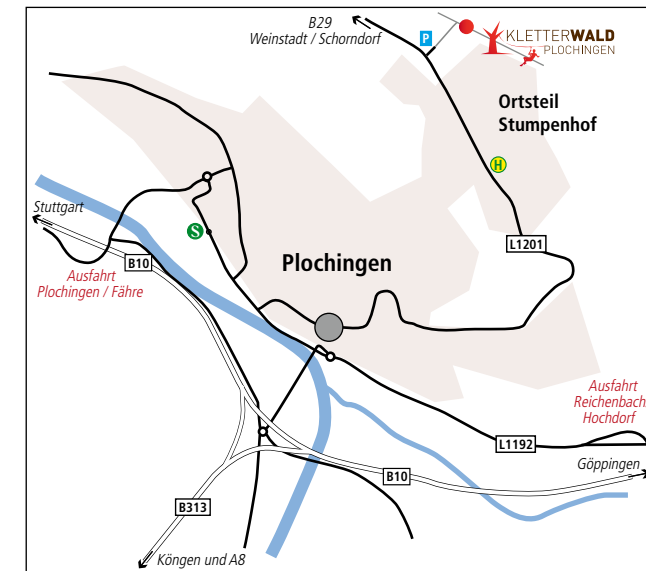 B29
Weinstadt / Schorndorf
P
KLETTERWALD
PLOCHINGEN
Ortsteil
Stumpenhof
H
Stuttgart
S
L1201
B10
Plochingen
Ausfahrt
Plochingen / Fähre
Ausfahrt
Reichenbach
Hochdorf
L1192
Göppingen
B10
B313
Köngen und A8